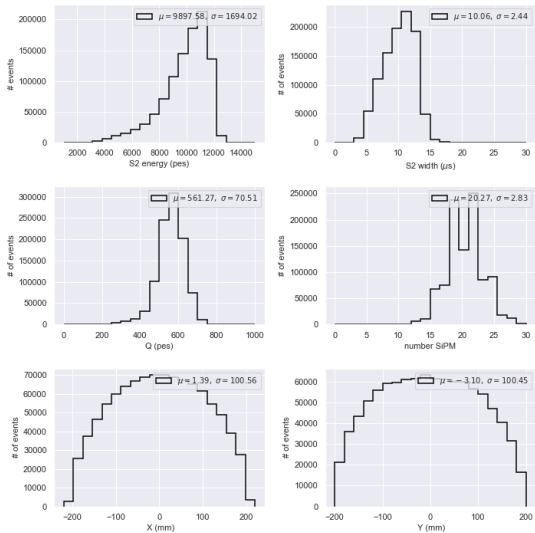 μ = 9897.58, σ = 1694.02
# of events
200000
150000
100000
50000
0
2000 4000 6000 8000 10000 12000 14000
S2 energy (pes)
μ = 10.06, σ = 2.44
# of events
200000
150000
100000
50000
0
0 5 10 15 20 25 30
S2 width (μs)
μ = 561.27, σ = 70.51
# of events
300000
250000
200000
150000
100000
50000
0
0 200 400 600 800 1000
Q (pes)
μ = 20.27, σ = 2.83
# of events
250000
200000
150000
100000
50000
0
0 5 10 15 20 25 30
number SiPM
μ = 1.39, σ = 100.56
# of events
70000
60000
50000
40000
30000
20000
10000
0
−200 −100 0 100 200
X (mm)
μ = −3.10, σ = 100.45
# of events
60000
50000
40000
30000
20000
10000
0
−200 −100 0 100 200
Y (mm)